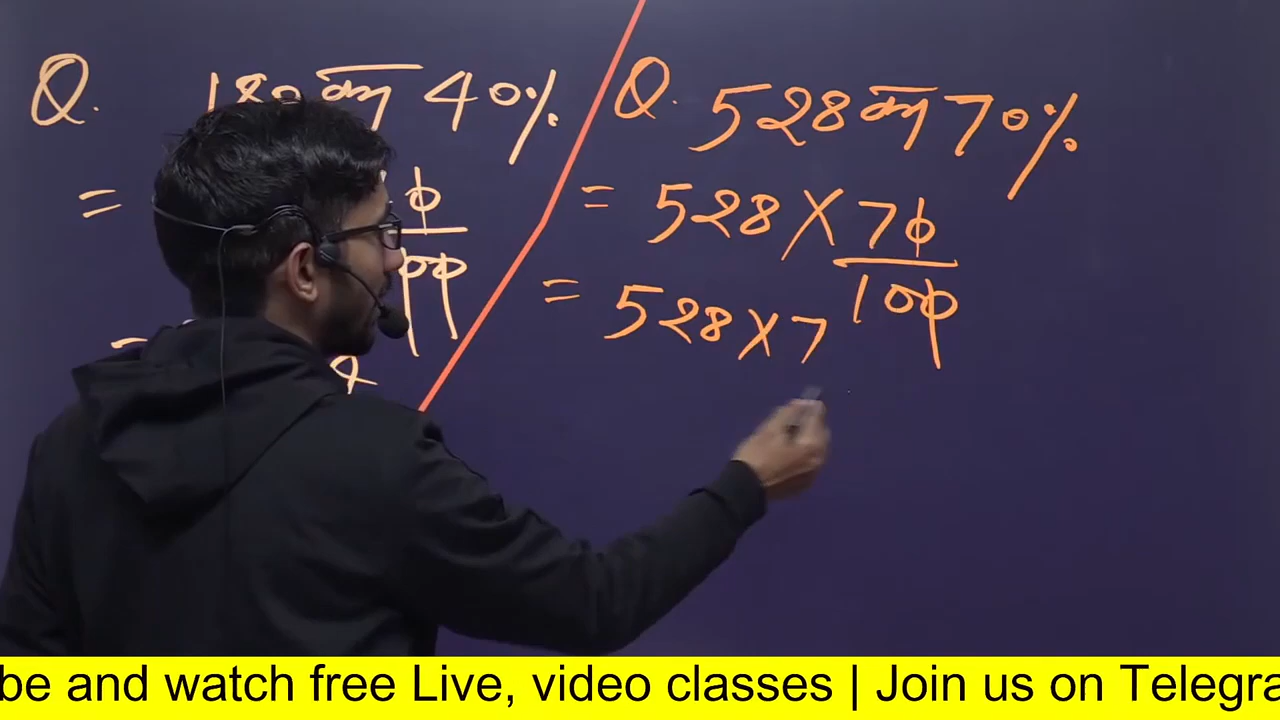 Q. 180 का 40%
=
Q. 528 का 70%
= 528 × 70/100
= 528 × 7
be and watch free Live, video classes | Join us on Telegra